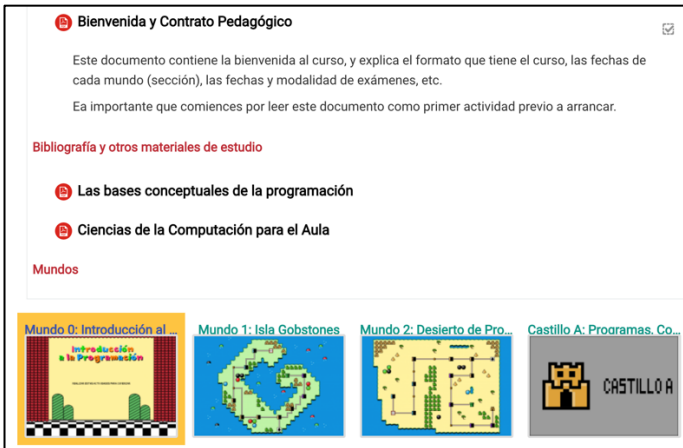 Bienvenida y Contrato Pedagógico
Este documento contiene la bienvenida al curso, y explica el formato que tiene el curso, las fechas de
cada mundo (sección), las fechas y modalidad de exámenes, etc.
Ea importante que comiences por leer este documento como primer actividad previo a arrancar.
Bibliografía y otros materiales de estudio
Las bases conceptuales de la programación
Ciencias de la Computación para el Aula
Mundos
Mundo 0: Introducción al ...
Mundo 1: Isla Gobstones
Mundo 2: Desierto de Pro...
Castillo A: Programas. Co...
Introducción
a la Programación
CASTILLO A